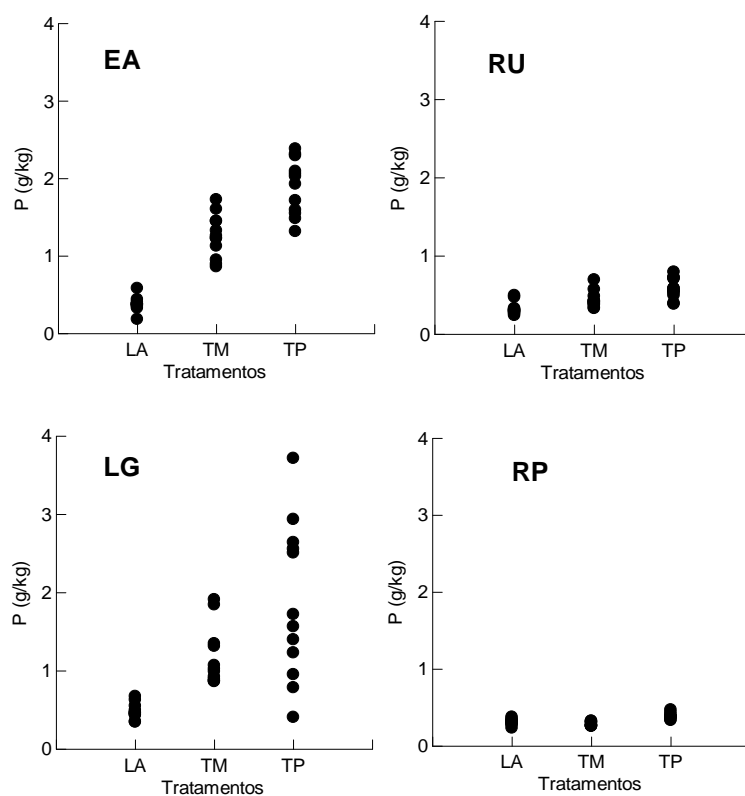 EA
P (g/kg)
4
3
2
1
0
LA TM TP
Tratamentos
RU
P (g/kg)
4
3
2
1
0
LA TM TP
Tratamentos
LG
P (g/kg)
4
3
2
1
0
LA TM TP
Tratamentos
RP
P (g/kg)
4
3
2
1
0
LA TM TP
Tratamentos